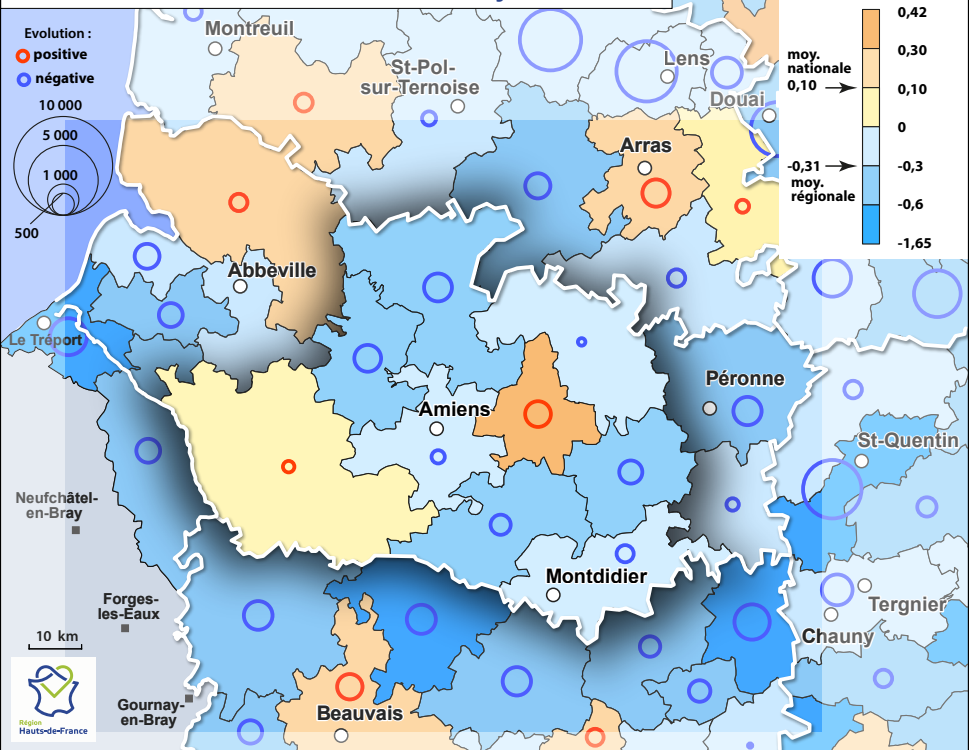 Evolution :
positive
négative
10 000
5 000
1 000
500
0,42
0,30
moy.
nationale
0,10
0,10
0
-0,31
moy.
régionale
-0,3
-0,6
-1,65
Montreuil
St-Pol-
sur-Ternoise
Lens
Douai
Arras
Abbeville
Le Tréport
Amiens
Péronne
St-Quentin
Neufchâtel-
en-Bray
Forges-
les-Eaux
Montdidier
Tergnier
Chauny
10 km
Gournay-
en-Bray
Beauvais
Région
Hauts-de-France